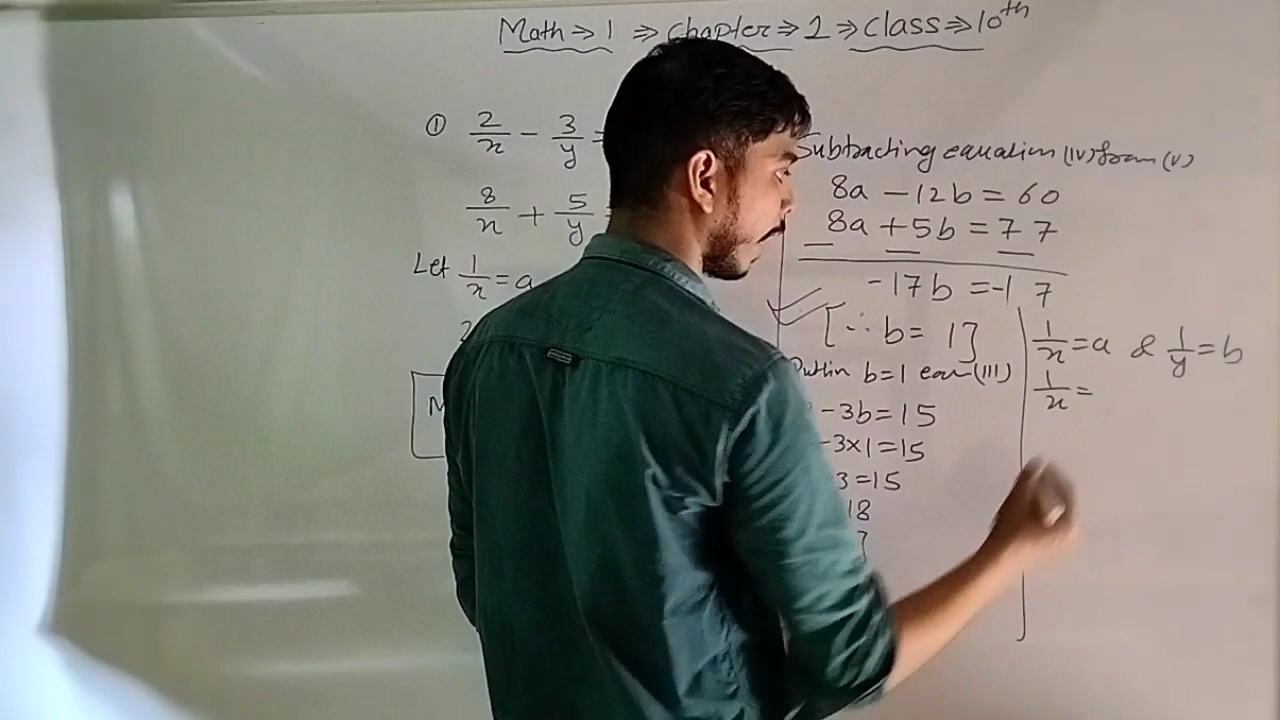 Math ⇒ 1 ⇒ Chapter ⇒ 1 ⇒ Class ⇒ 10th
① 2/x - 3/y =
8/x + 5/y
Let 1/x = a
2
M
Subtracting equation (IV) from (V)
8a - 12b = 60
8a + 5b = 77
-17b = -17
[∴ b = 1]
b=1 eqn (III)
-3b = 15
-3×1 = 15
3 = 15
18
1/x = a & 1/y = b
1/x =